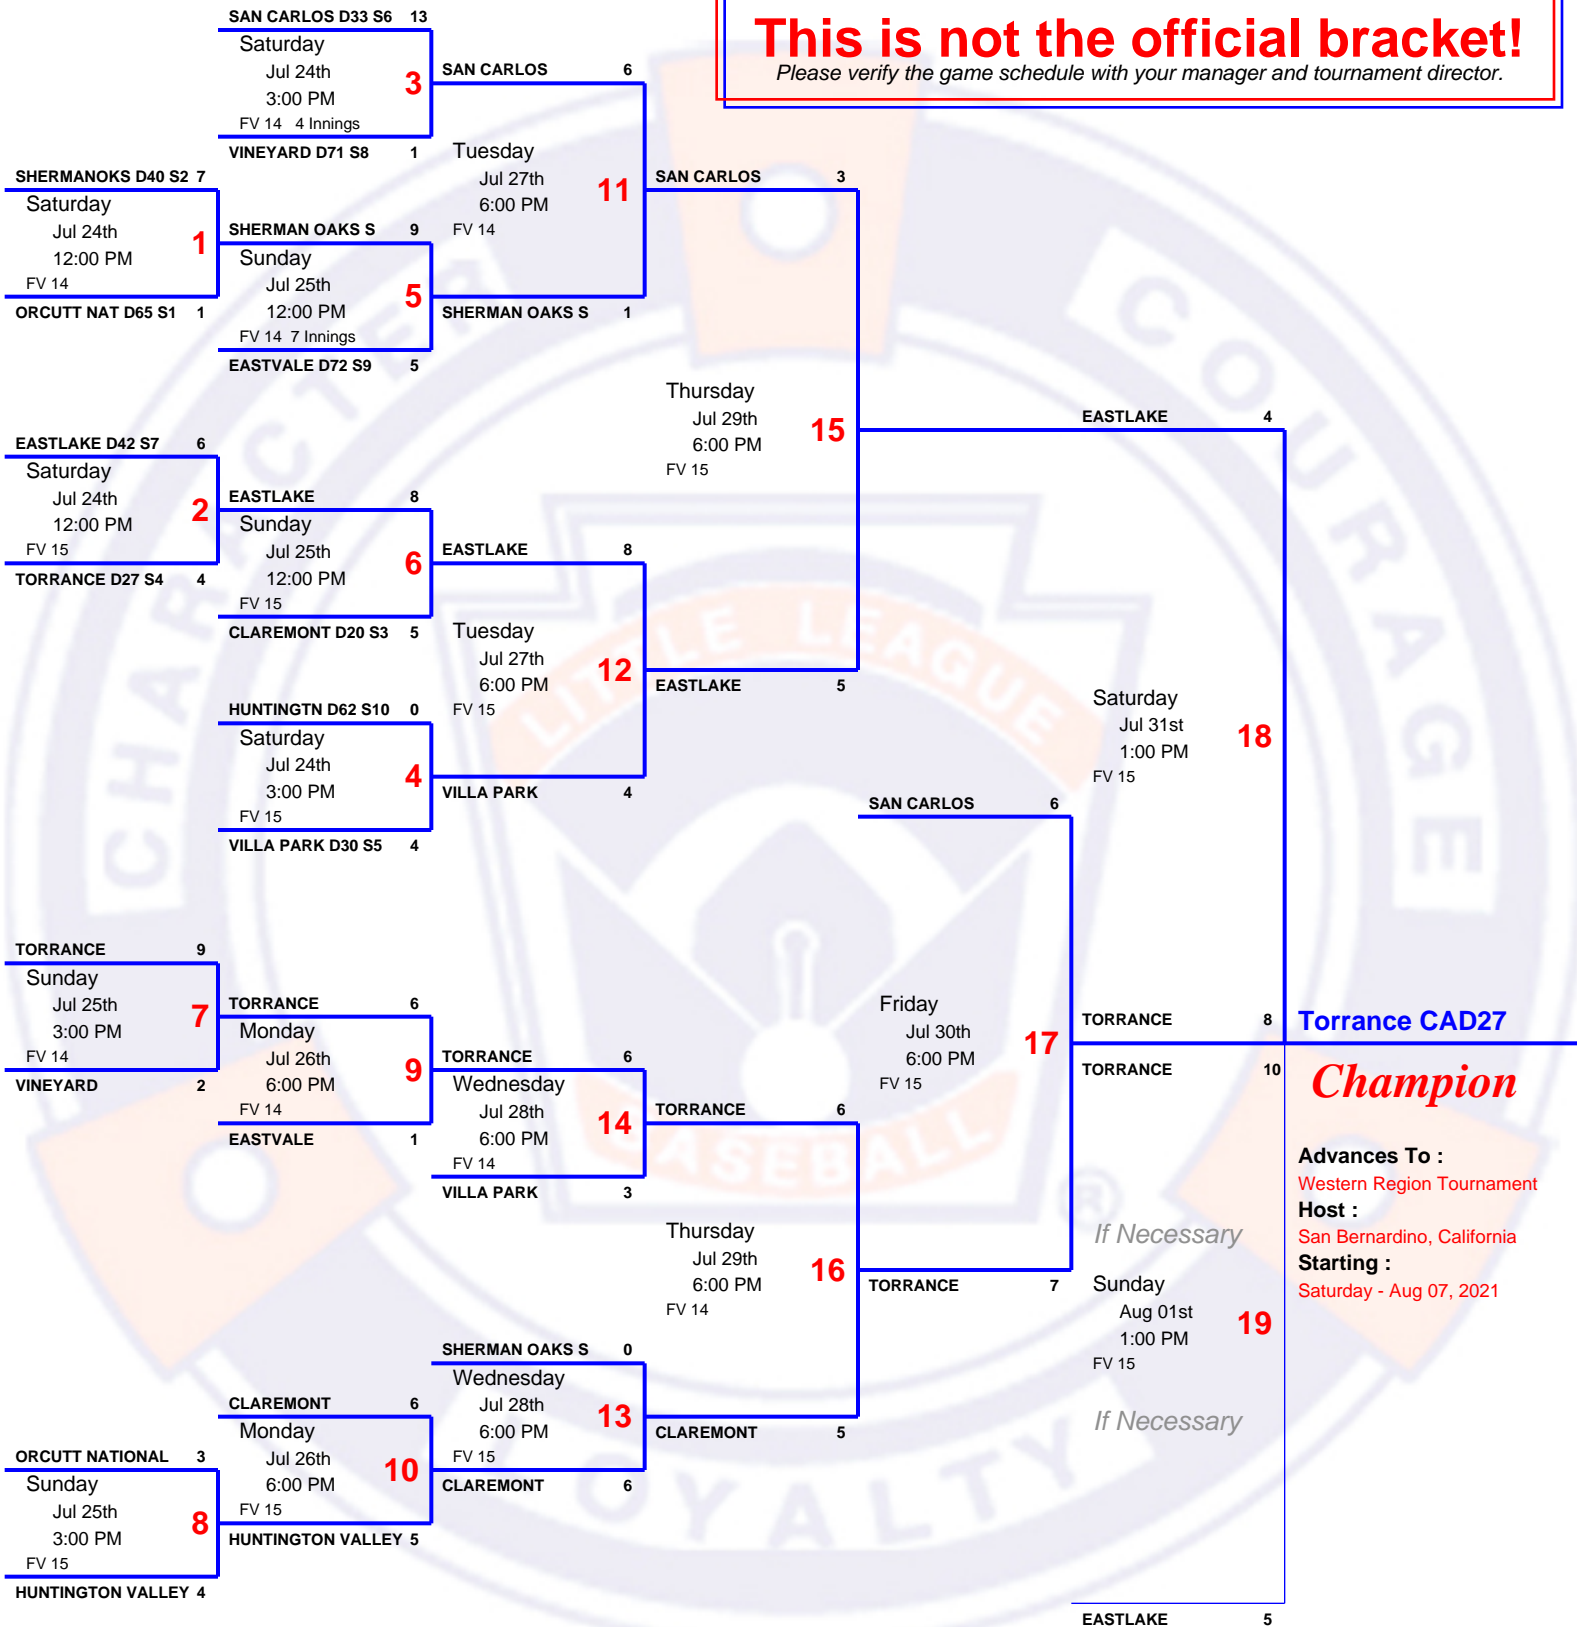 This is not the official bracket!
Please verify the game schedule with your manager and tournament director.
SAN CARLOS D33 S6 13
Saturday
Jul 24th
3:00 PM
FV 14 4 Innings
3
VINEYARD D71 S8 1
SHERMANOKS D40 S2 7
Saturday
Jul 24th
12:00 PM
FV 14
1
ORCUTT NAT D65 S1 1
SHERMAN OAKS S 9
Sunday
Jul 25th
12:00 PM
FV 14 7 Innings
5
EASTVALE D72 S9 5
SAN CARLOS 6
Tuesday
Jul 27th
6:00 PM
FV 14
11
SHERMAN OAKS S 1
EASTLAKE D42 S7 6
Saturday
Jul 24th
12:00 PM
FV 15
2
TORRANCE D27 S4 4
EASTLAKE 8
Sunday
Jul 25th
12:00 PM
FV 15
6
CLAREMONT D20 S3 5
HUNTINGTN D62 S10 0
Saturday
Jul 24th
3:00 PM
FV 15
4
VILLA PARK D30 S5 4
EASTLAKE 8
Tuesday
Jul 27th
6:00 PM
FV 15
12
VILLA PARK 4
SAN CARLOS 3
Thursday
Jul 29th
6:00 PM
FV 15
15
EASTLAKE 5
EASTLAKE 4
Saturday
Jul 31st
1:00 PM
FV 15
18
TORRANCE 8
TORRANCE 9
Sunday
Jul 25th
3:00 PM
FV 14
7
VINEYARD 2
TORRANCE 6
Monday
Jul 26th
6:00 PM
FV 14
9
EASTVALE 1
TORRANCE 6
Wednesday
Jul 28th
6:00 PM
FV 14
14
VILLA PARK 3
ORCUTT NATIONAL 3
Sunday
Jul 25th
3:00 PM
FV 15
8
HUNTINGTON VALLEY 4
CLAREMONT 6
Monday
Jul 26th
6:00 PM
FV 15
10
HUNTINGTON VALLEY 5
SHERMAN OAKS S 0
Wednesday
Jul 28th
6:00 PM
FV 15
13
CLAREMONT 6
TORRANCE 6
Thursday
Jul 29th
6:00 PM
FV 14
16
CLAREMONT 5
SAN CARLOS 6
Friday
Jul 30th
6:00 PM
FV 15
17
TORRANCE 7
TORRANCE 10
If Necessary
Sunday
Aug 01st
1:00 PM
FV 15
19
If Necessary
EASTLAKE 5
Torrance CAD27
Champion
Advances To :
Western Region Tournament
Host :
San Bernardino, California
Starting :
Saturday - Aug 07, 2021
CHARACTER
COURAGE
LOYALTY
LITTLE LEAGUE
BASEBALL
®